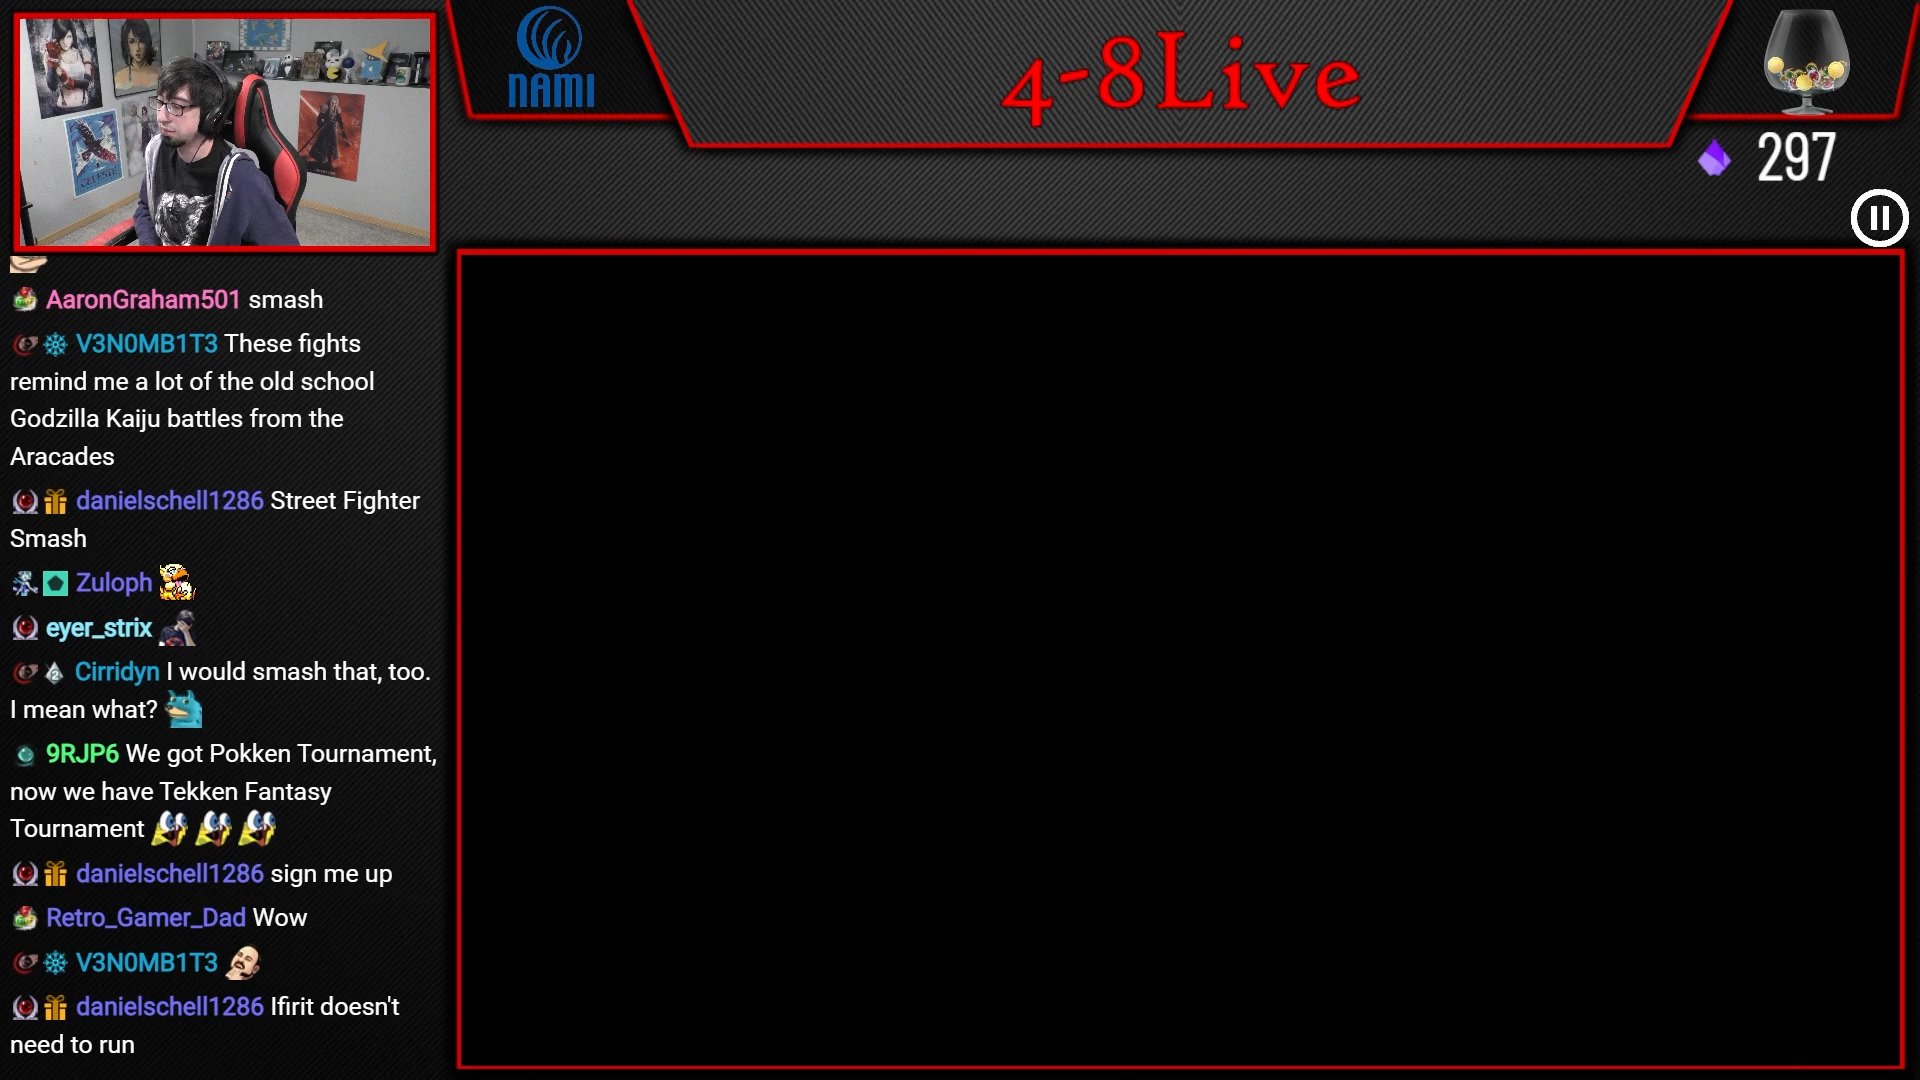 NAMI
4-8Live
297
CELESTE
AaronGraham501 smash
V3N0MB1T3 These fights
remind me a lot of the old school
Godzilla Kaiju battles from the
Aracades
danielschell1286 Street Fighter
Smash
Zuloph
eyer_strix
Cirridyn I would smash that, too.
I mean what?
9RJP6 We got Pokken Tournament,
now we have Tekken Fantasy
Tournament
danielschell1286 sign me up
Retro_Gamer_Dad Wow
V3N0MB1T3
danielschell1286 Ifirit doesn't
need to run